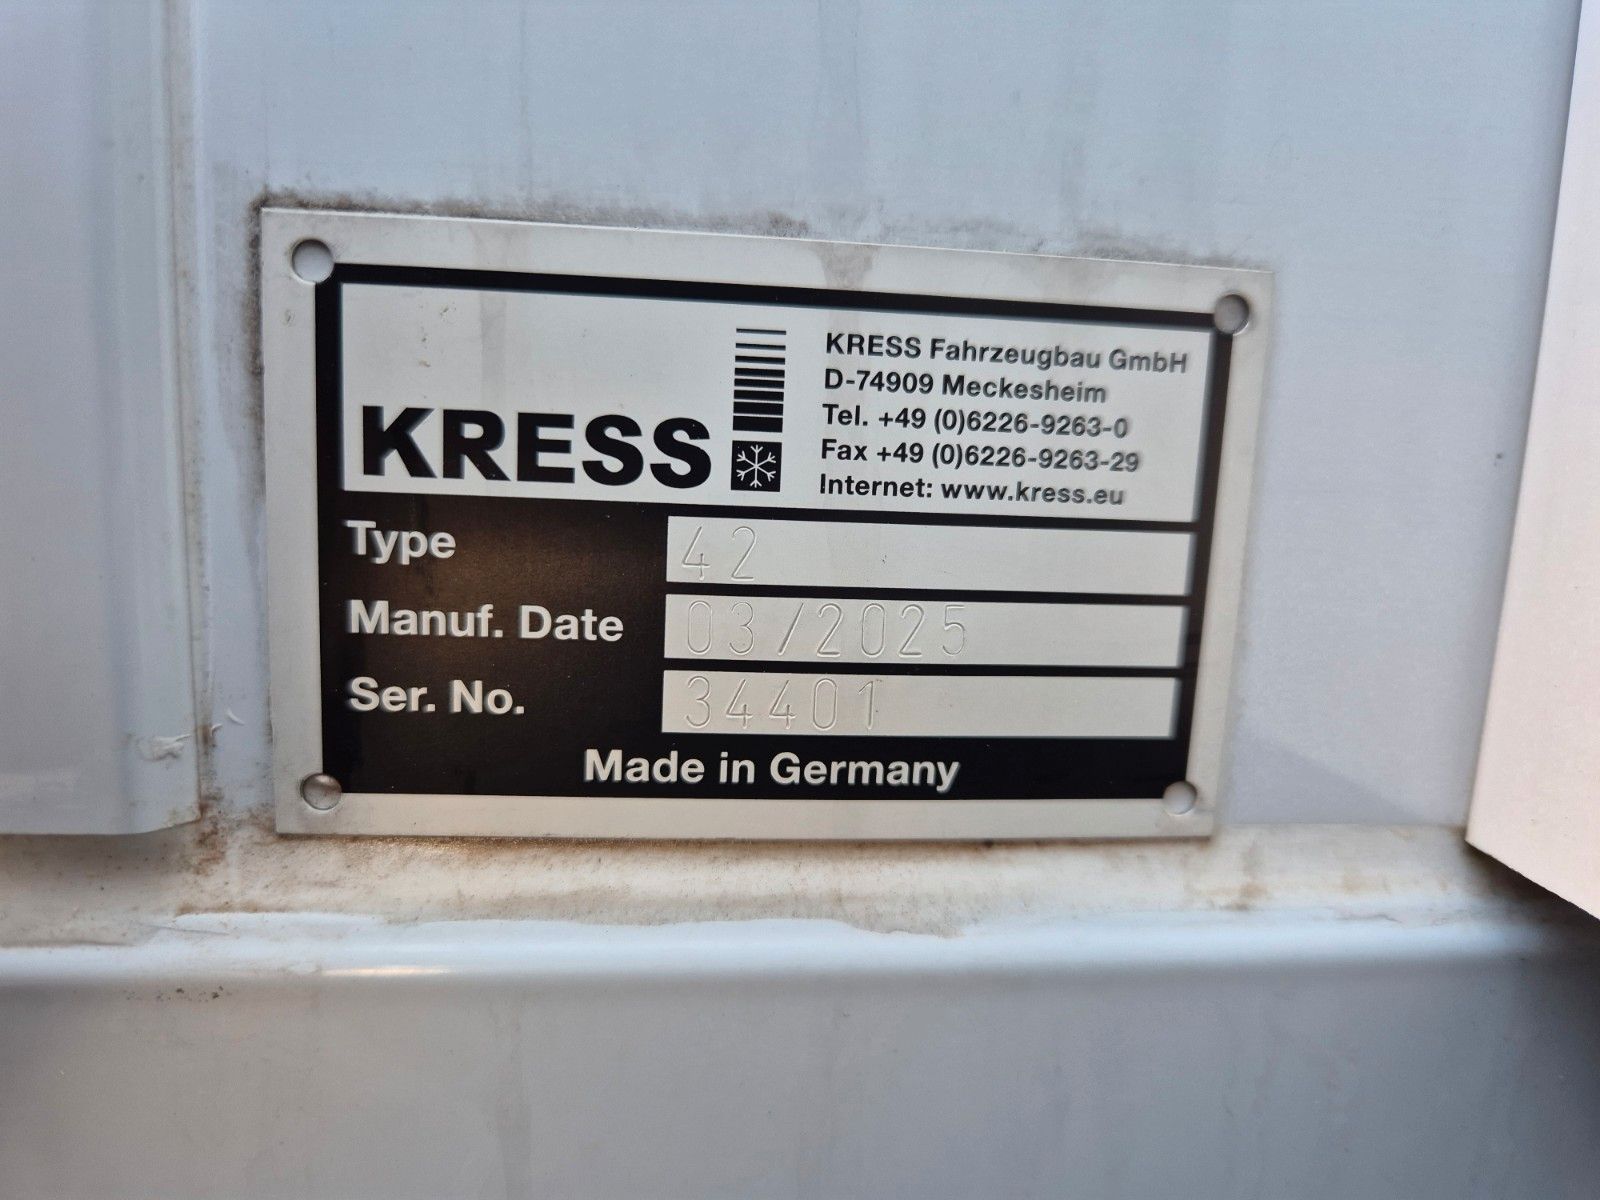 KRESS
KRESS Fahrzeugbau GmbH
D-74909 Meckesheim
Tel. +49 (0)6226-9263-0
Fax +49 (0)6226-9263-29
Internet: www.kress.eu
Type 42
Manuf. Date 03/2025
Ser. No. 34401
Made in Germany